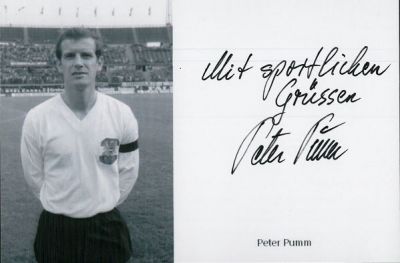 Mit sportlichen
Grüssen
Peter Pumm
Peter Pumm